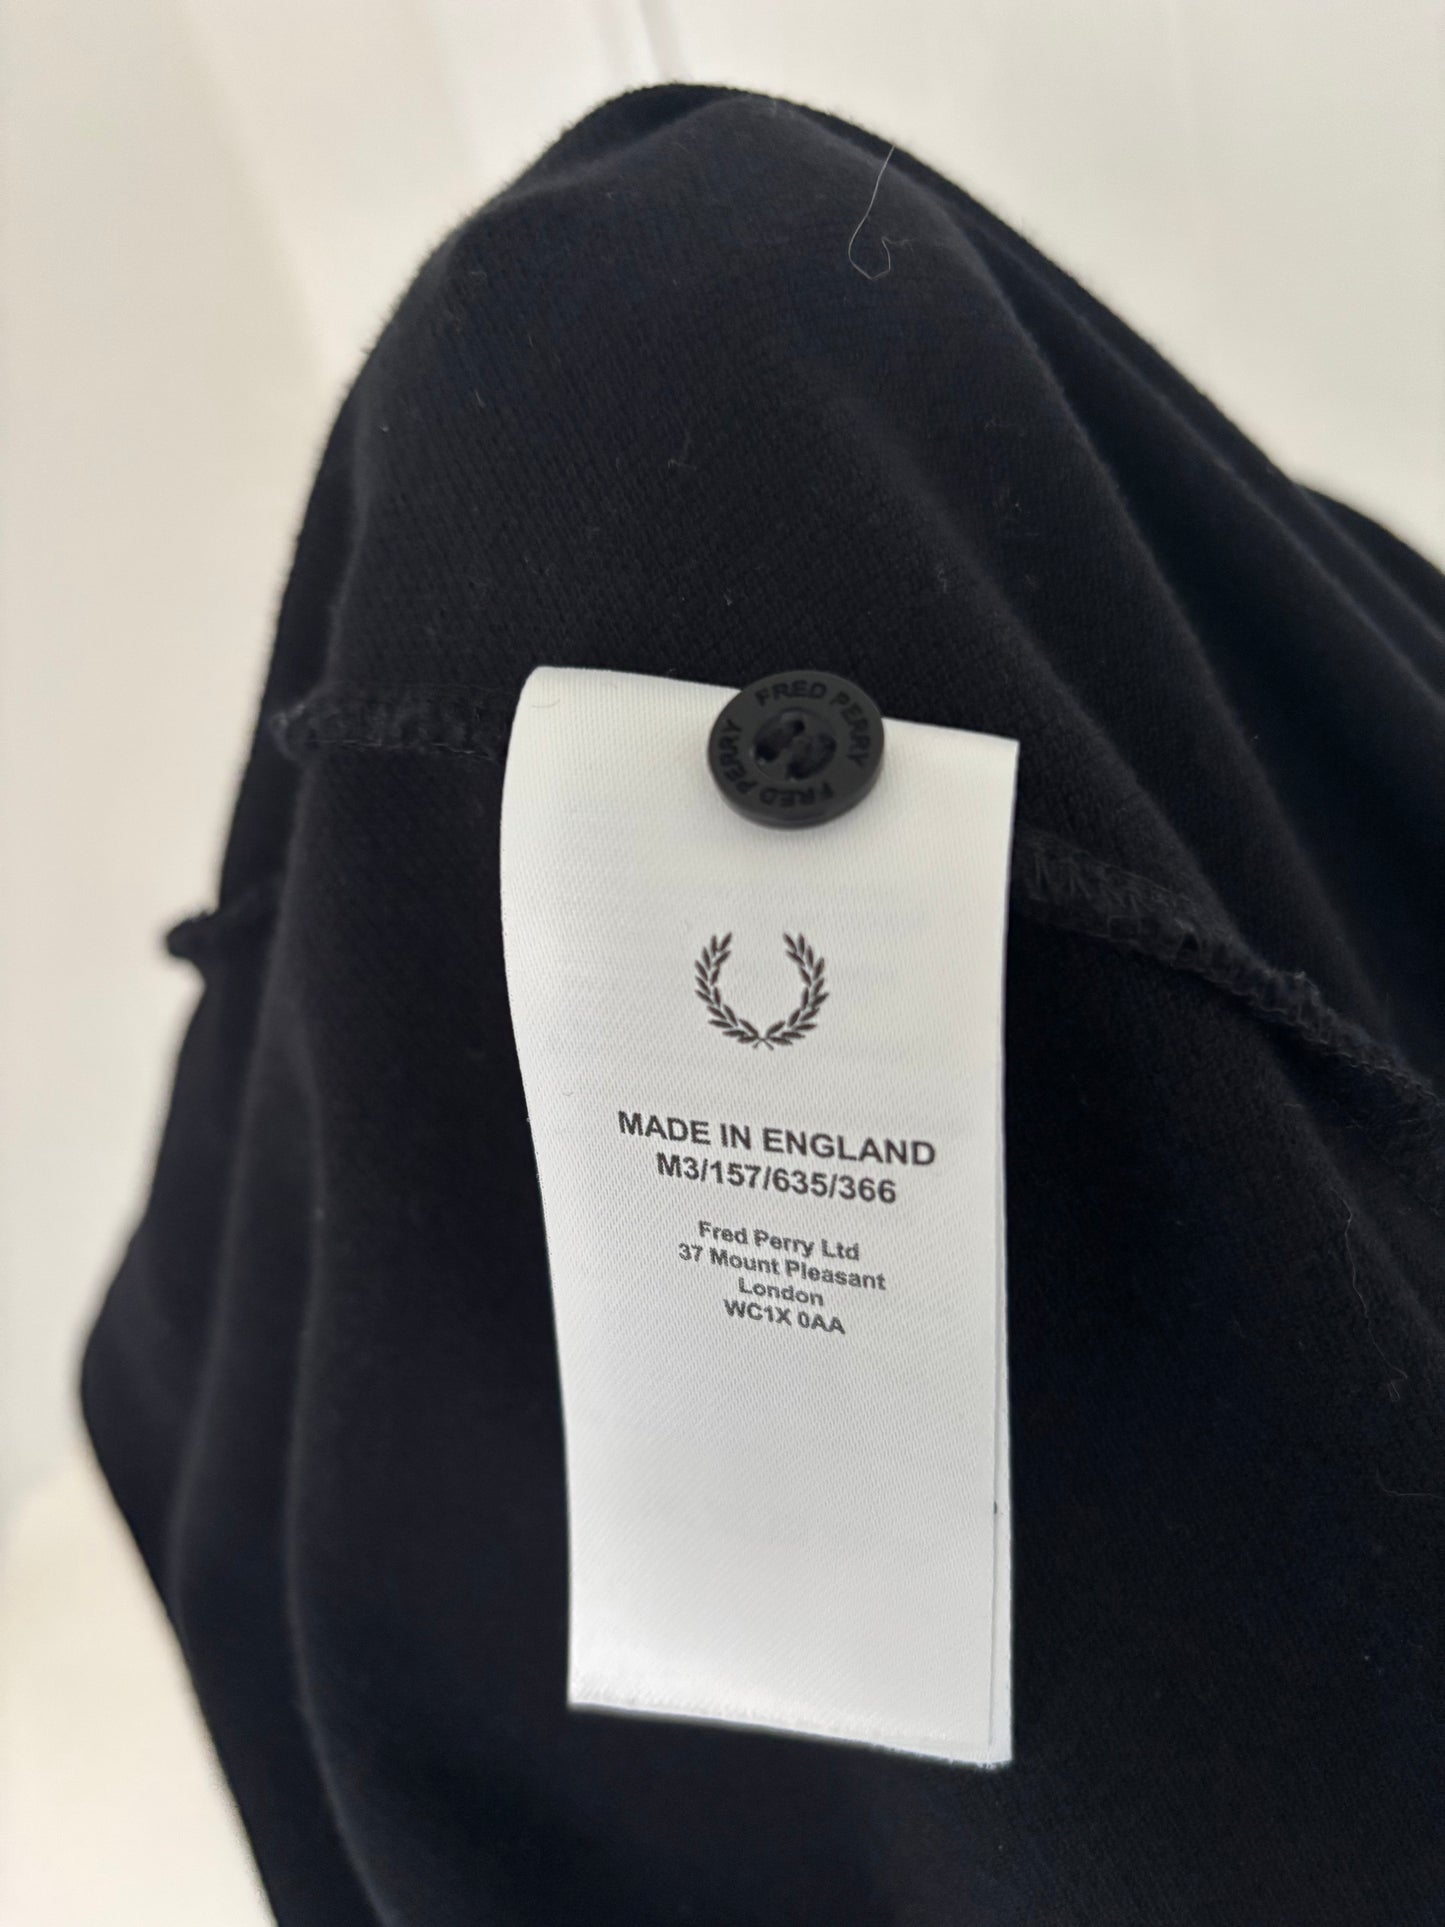 FRED PERRY
FRED PERRY
MADE IN ENGLAND
M3/157/635/366
Fred Perry Ltd
37 Mount Pleasant
London
WC1X 0AA